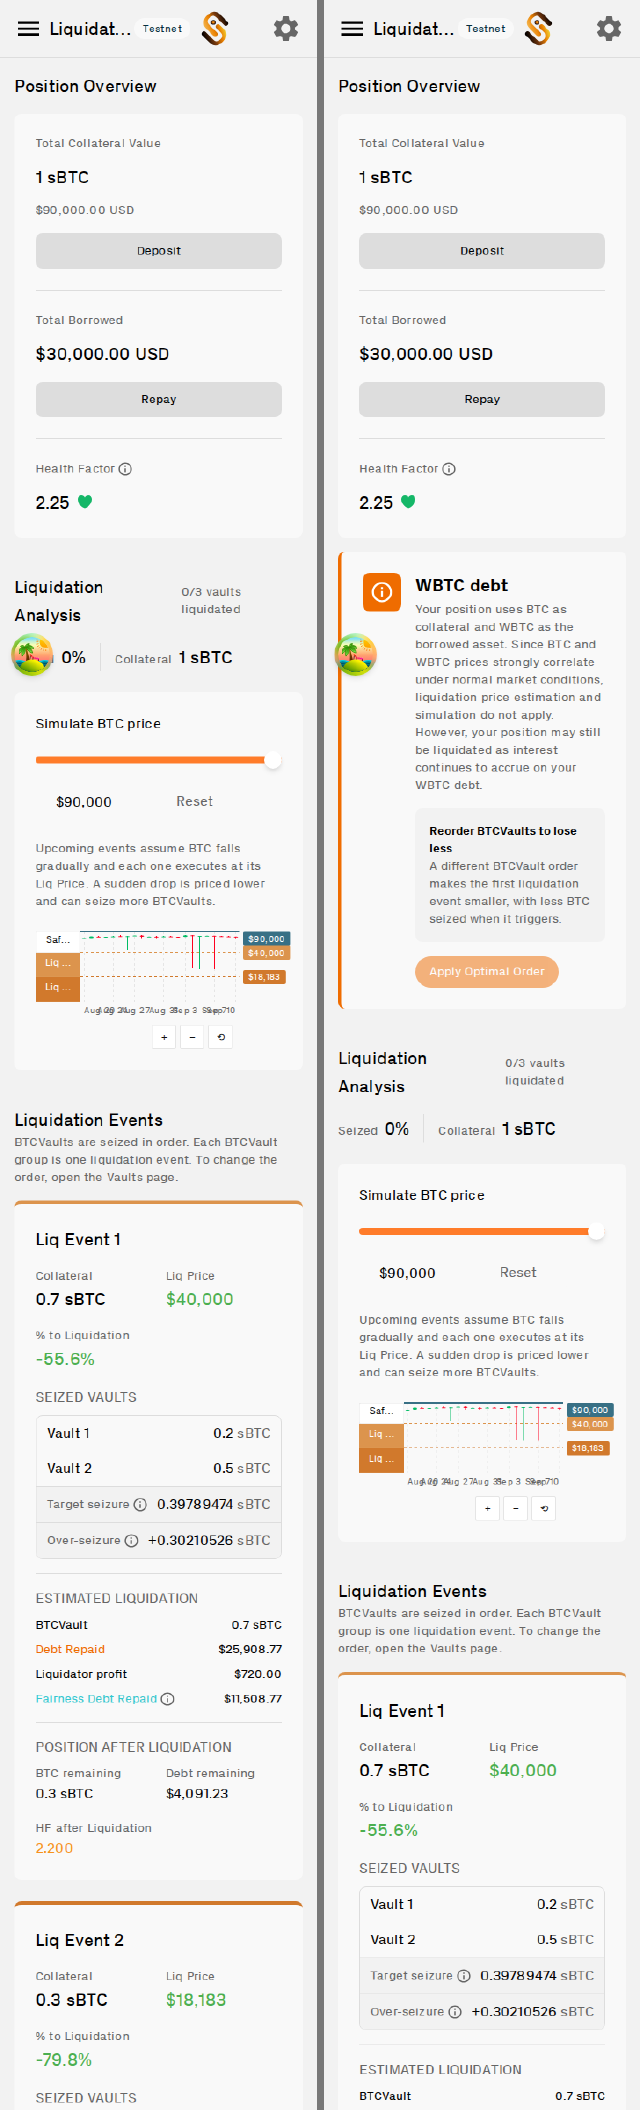 Liquidat...
Testnet
Position Overview
Total Collateral Value
1 sBTC
$90,000.00 USD
Deposit
Total Borrowed
$30,000.00 USD
Repay
Health Factor
2.25
Liquidation
Analysis
0/3 vaults
liquidated
0%
Collateral 1 sBTC
Simulate BTC price
$90,000
Reset
Upcoming events assume BTC falls
gradually and each one executes at its
Liq Price. A sudden drop is priced lower
and can seize more BTCVaults.
Saf...
Liq ...
Liq ...
$90,000
$40,000
$18,183
Aug 27
Sep 3
+
−
Liquidation Events
BTCVaults are seized in order. Each BTCVault
group is one liquidation event. To change the
order, open the Vaults page.
Liq Event 1
Collateral
Liq Price
0.7 sBTC
$40,000
% to Liquidation
-55.6%
SEIZED VAULTS
Vault 1
0.2 sBTC
Vault 2
0.5 sBTC
Target seizure
0.39789474 sBTC
Over-seizure
+0.30210526 sBTC
ESTIMATED LIQUIDATION
BTCVault
0.7 sBTC
Debt Repaid
$25,908.77
Liquidator profit
$720.00
Fairness Debt Repaid
$11,508.77
POSITION AFTER LIQUIDATION
BTC remaining
Debt remaining
0.3 sBTC
$4,091.23
HF after Liquidation
2.200
Liq Event 2
Collateral
Liq Price
0.3 sBTC
$18,183
% to Liquidation
-79.8%
SEIZED VAULTS
Liquidat...
Testnet
Position Overview
Total Collateral Value
1 sBTC
$90,000.00 USD
Deposit
Total Borrowed
$30,000.00 USD
Repay
Health Factor
2.25
WBTC debt
Your position uses BTC as
collateral and WBTC as the
borrowed asset. Since BTC and
WBTC prices strongly correlate
under normal market conditions,
liquidation price estimation and
simulation do not apply.
However, your position may still
be liquidated as interest
continues to accrue on your
WBTC debt.
Reorder BTCVaults to lose
less
A different BTCVault order
makes the first liquidation
event smaller, with less BTC
seized when it triggers.
Apply Optimal Order
Liquidation
Analysis
0/3 vaults
liquidated
Seized 0%
Collateral 1 sBTC
Simulate BTC price
$90,000
Reset
Upcoming events assume BTC falls
gradually and each one executes at its
Liq Price. A sudden drop is priced lower
and can seize more BTCVaults.
Saf...
Liq ...
Liq ...
$90,000
$40,000
$18,183
Aug 27
Sep 3
+
−
Liquidation Events
BTCVaults are seized in order. Each BTCVault
group is one liquidation event. To change the
order, open the Vaults page.
Liq Event 1
Collateral
Liq Price
0.7 sBTC
$40,000
% to Liquidation
-55.6%
SEIZED VAULTS
Vault 1
0.2 sBTC
Vault 2
0.5 sBTC
Target seizure
0.39789474 sBTC
Over-seizure
+0.30210526 sBTC
ESTIMATED LIQUIDATION
BTCVault
0.7 sBTC